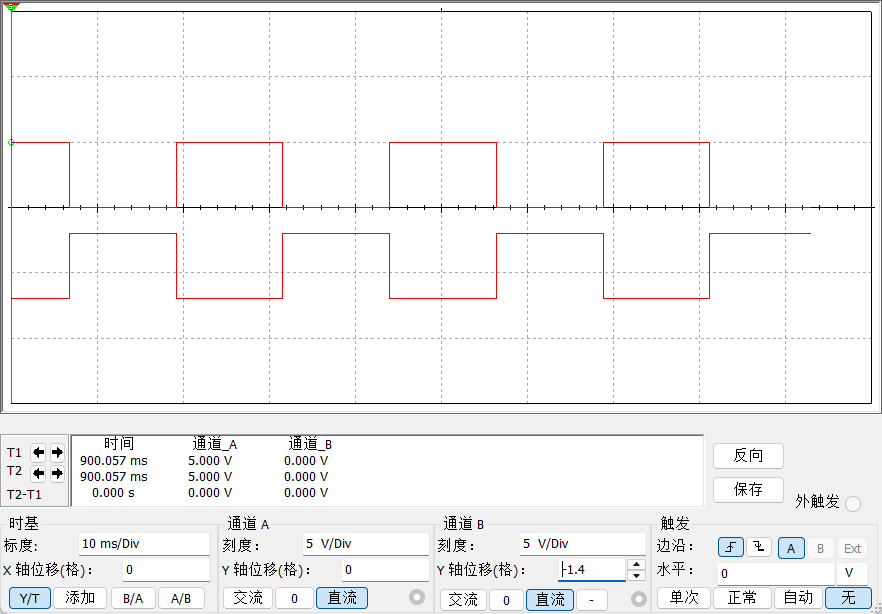 时间 通道_A 通道_B
T1 900.057 ms 5.000 V 0.000 V
T2 900.057 ms 5.000 V 0.000 V
T2-T1 0.000 s 0.000 V 0.000 V
反向
保存
外触发
时基 通道 A 通道 B 触发
标度: 10 ms/Div 刻度: 5 V/Div 刻度: 5 V/Div 边沿: A B Ext
X 轴位移(格): 0 Y 轴位移(格): 0 Y 轴位移(格): -1.4 水平: 0 V
Y/T 添加 B/A A/B 交流 0 直流 交流 0 直流 - 单次 正常 自动 无